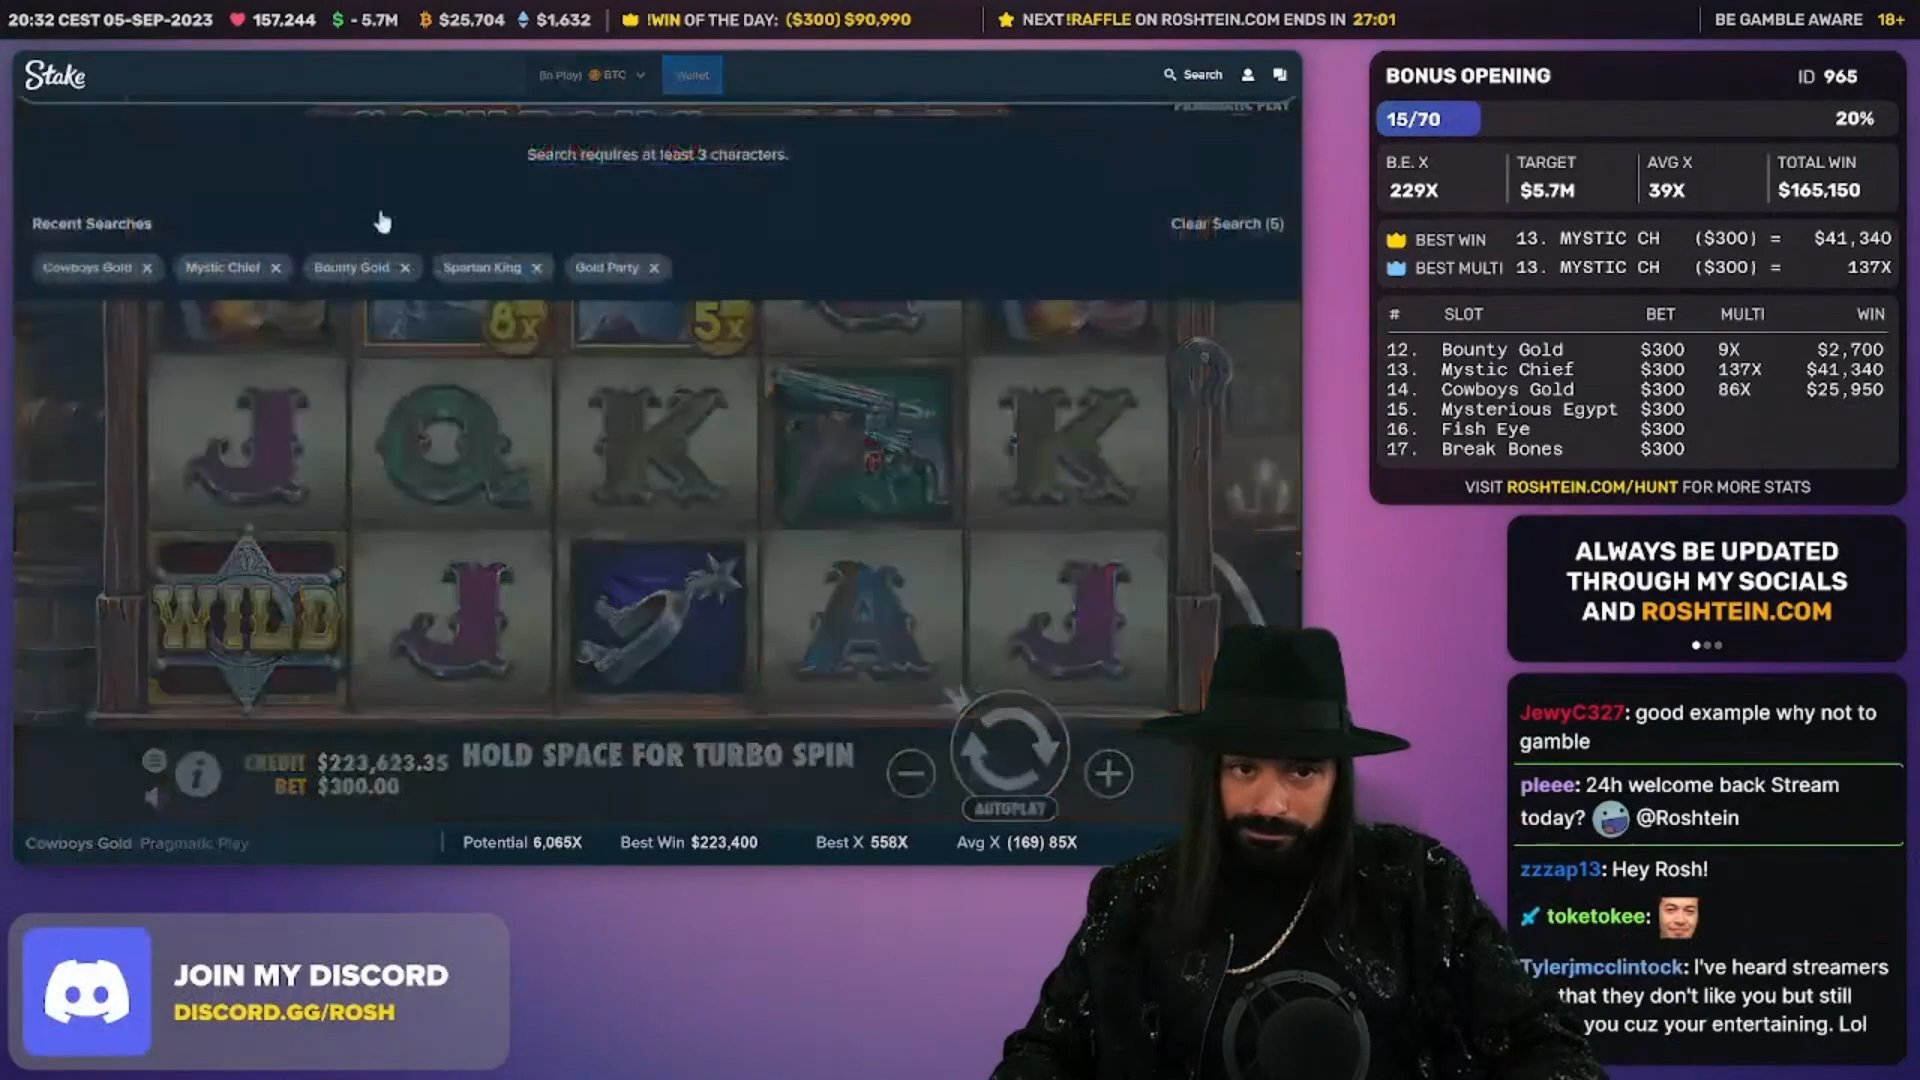 20:32 CEST 05-SEP-2023 157,244 $ - 5.7M $25,704 $1,632 !WIN OF THE DAY: ($300) $90,990 NEXT !RAFFLE ON ROSHTEIN.COM ENDS IN 27:01 BE GAMBLE AWARE 18+
Stake (In Play) BTC Wallet Search
PRAGMATIC PLAY
Search requires at least 3 characters.
Recent Searches Clear Search (5)
Cowboys Gold × Mystic Chief × Bounty Gold × Spartan King × Gold Party ×
8X 5X
J Q K K
WILD J A J
CREDIT $223,623.35 HOLD SPACE FOR TURBO SPIN
BET $300.00
AUTOPLAY
Cowboys Gold Pragmatic Play Potential 6,065X Best Win $223,400 Best X 558X Avg X (169) 85X
JOIN MY DISCORD
DISCORD.GG/ROSH
BONUS OPENING ID 965
15/70 20%
B.E. X TARGET AVG X TOTAL WIN
229X $5.7M 39X $165,150
BEST WIN 13. MYSTIC CH ($300) = $41,340
BEST MULTI 13. MYSTIC CH ($300) = 137X
# SLOT BET MULTI WIN
12. Bounty Gold $300 9X $2,700
13. Mystic Chief $300 137X $41,340
14. Cowboys Gold $300 86X $25,950
15. Mysterious Egypt $300
16. Fish Eye $300
17. Break Bones $300
VISIT ROSHTEIN.COM/HUNT FOR MORE STATS
ALWAYS BE UPDATED
THROUGH MY SOCIALS
AND ROSHTEIN.COM
JewyC327: good example why not to
gamble
pleee: 24h welcome back Stream
today? @Roshtein
zzzap13: Hey Rosh!
toketokee:
Tylerjmcclintock: I've heard streamers
that they don't like you but still
you cuz your entertaining. Lol